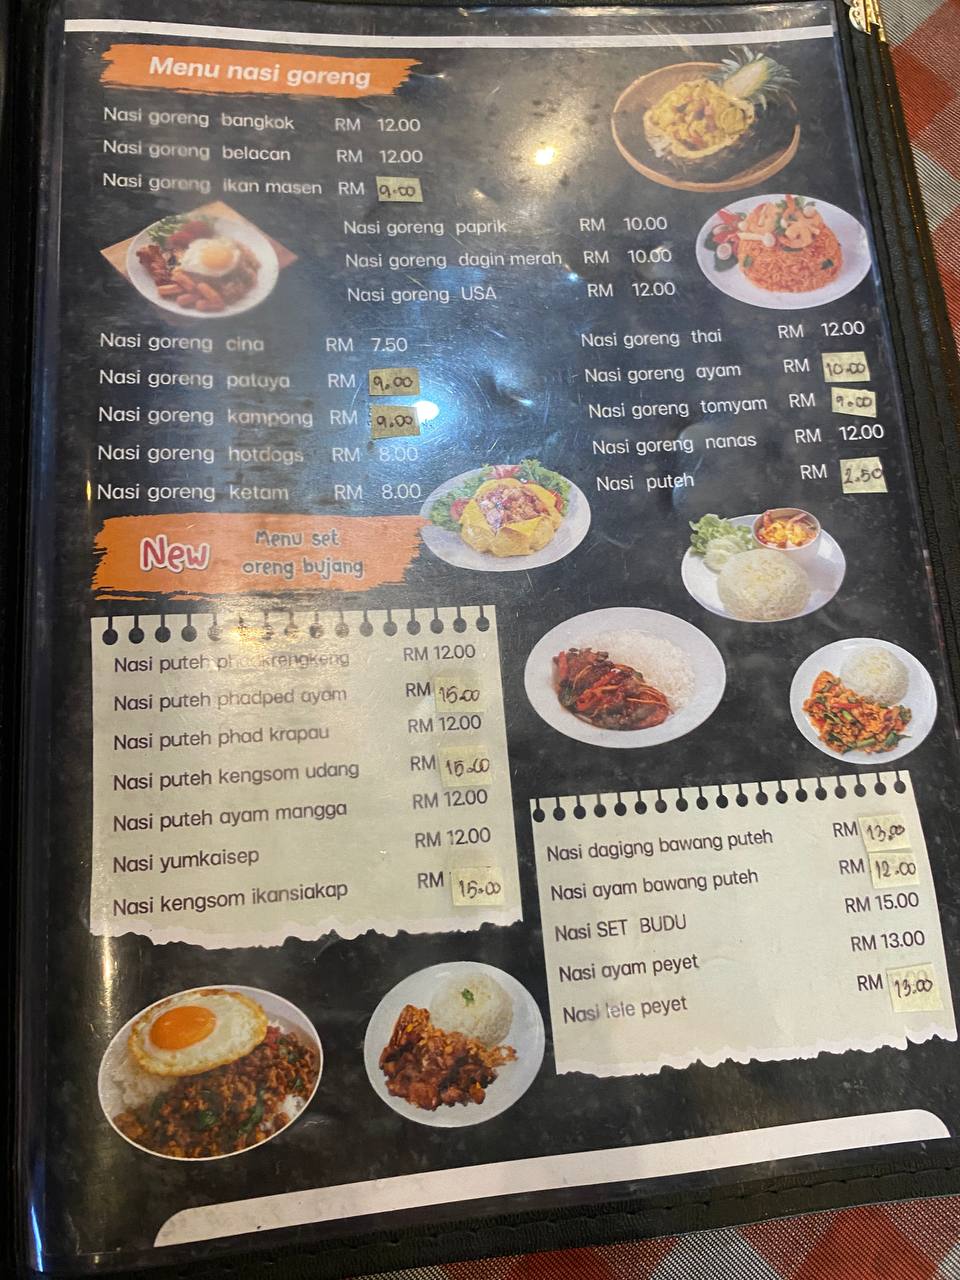 Menu nasi goreng
Nasi goreng bangkok RM 12.00
Nasi goreng belacan RM 12.00
Nasi goreng ikan masen RM 9.00
Nasi goreng paprik RM 10.00
Nasi goreng dagin merah RM 10.00
Nasi goreng USA RM 12.00
Nasi goreng cina RM 7.50
Nasi goreng pataya RM 9.00
Nasi goreng kampong RM 9.00
Nasi goreng hotdogs RM 8.00
Nasi goreng ketam RM 8.00
Nasi goreng thai RM 12.00
Nasi goreng ayam RM 10.00
Nasi goreng tomyam RM 9.00
Nasi goreng nanas RM 12.00
Nasi puteh RM 2.50
New Menu set
oreng bujang
Nasi puteh RM 12.00
Nasi puteh phadped ayam RM 15.00
Nasi puteh phad krapau RM 12.00
Nasi puteh kengsom udang RM 15.00
Nasi puteh ayam mangga RM 12.00
Nasi yumkaisep RM 12.00
Nasi kengsom ikansiakap RM 15.00
Nasi dagigng bawang puteh RM 13.00
Nasi ayam bawang puteh RM 12.00
Nasi SET BUDU RM 15.00
Nasi ayam peyet RM 13.00
Nasi lele peyet RM 13.00